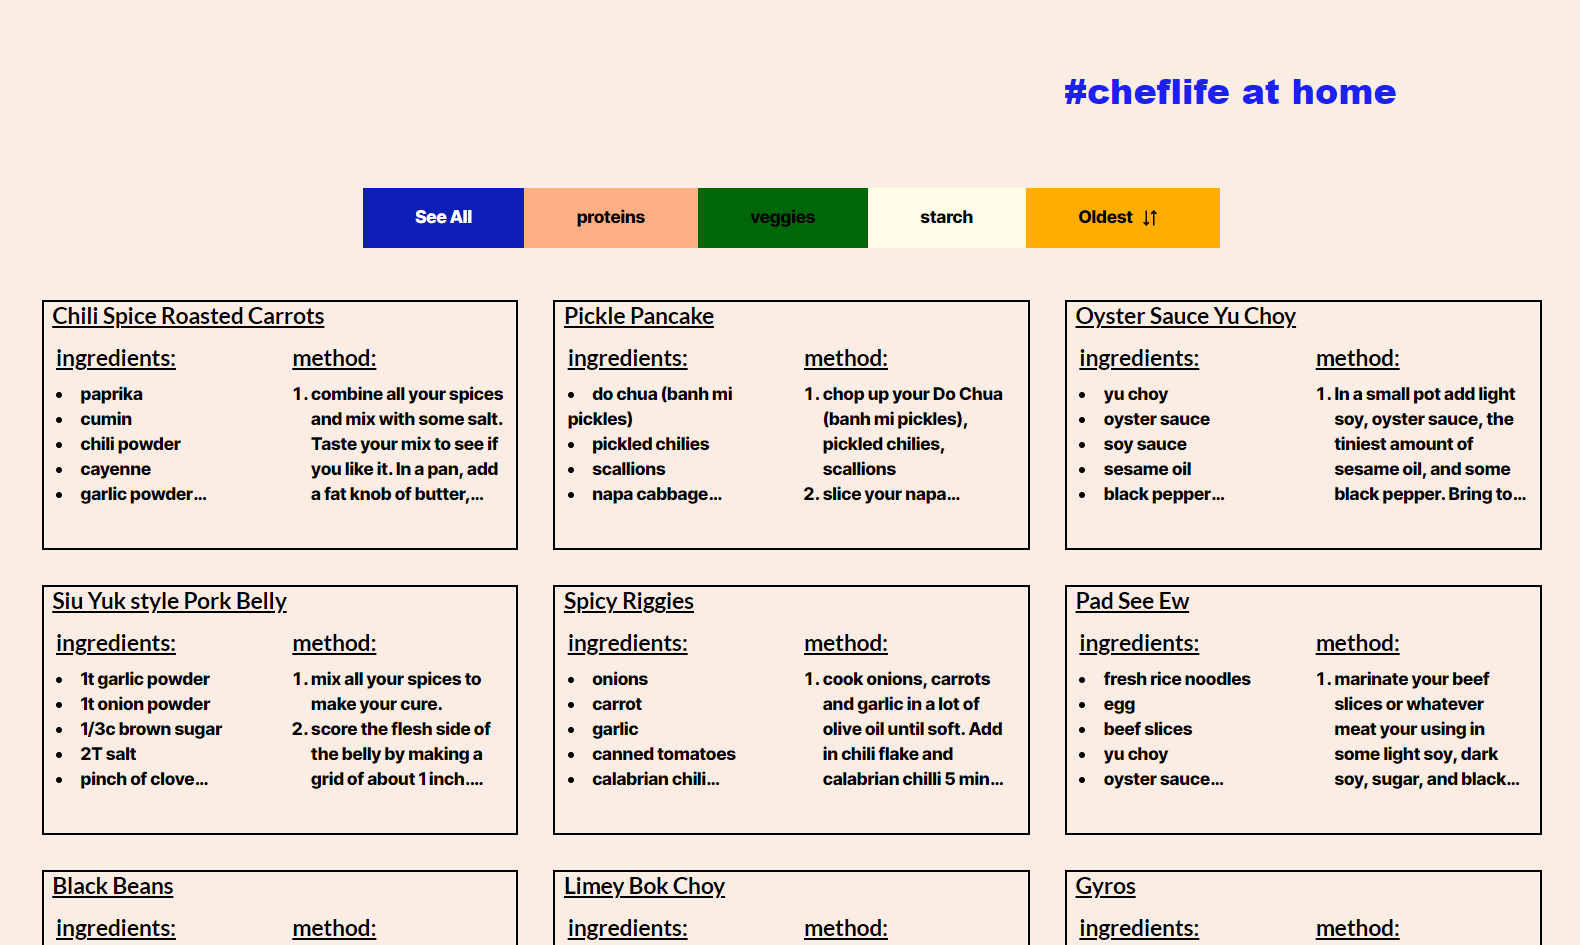 #cheflife at home
See All
proteins
veggies
starch
Oldest
Chili Spice Roasted Carrots
ingredients:
• paprika
• cumin
• chili powder
• cayenne
• garlic powder...
method:
1. combine all your spices
and mix with some salt.
Taste your mix to see if
you like it. In a pan, add
a fat knob of butter,...
Pickle Pancake
ingredients:
• do chua (banh mi
pickles)
• pickled chilies
• scallions
• napa cabbage...
method:
1. chop up your Do Chua
(banh mi pickles),
pickled chilies,
scallions
2. slice your napa...
Oyster Sauce Yu Choy
ingredients:
• yu choy
• oyster sauce
• soy sauce
• sesame oil
• black pepper...
method:
1. In a small pot add light
soy, oyster sauce, the
tiniest amount of
sesame oil, and some
black pepper. Bring to...
Siu Yuk style Pork Belly
ingredients:
• 1t garlic powder
• 1t onion powder
• 1/3c brown sugar
• 2T salt
• pinch of clove...
method:
1. mix all your spices to
make your cure.
2. score the flesh side of
the belly by making a
grid of about 1 inch....
Spicy Riggies
ingredients:
• onions
• carrot
• garlic
• canned tomatoes
• calabrian chili...
method:
1. cook onions, carrots
and garlic in a lot of
olive oil until soft. Add
in chili flake and
calabrian chilli 5 min...
Pad See Ew
ingredients:
• fresh rice noodles
• egg
• beef slices
• yu choy
• oyster sauce...
method:
1. marinate your beef
slices or whatever
meat your using in
some light soy, dark
soy, sugar, and black...
Black Beans
ingredients:
method:
Limey Bok Choy
ingredients:
method:
Gyros
ingredients:
method: